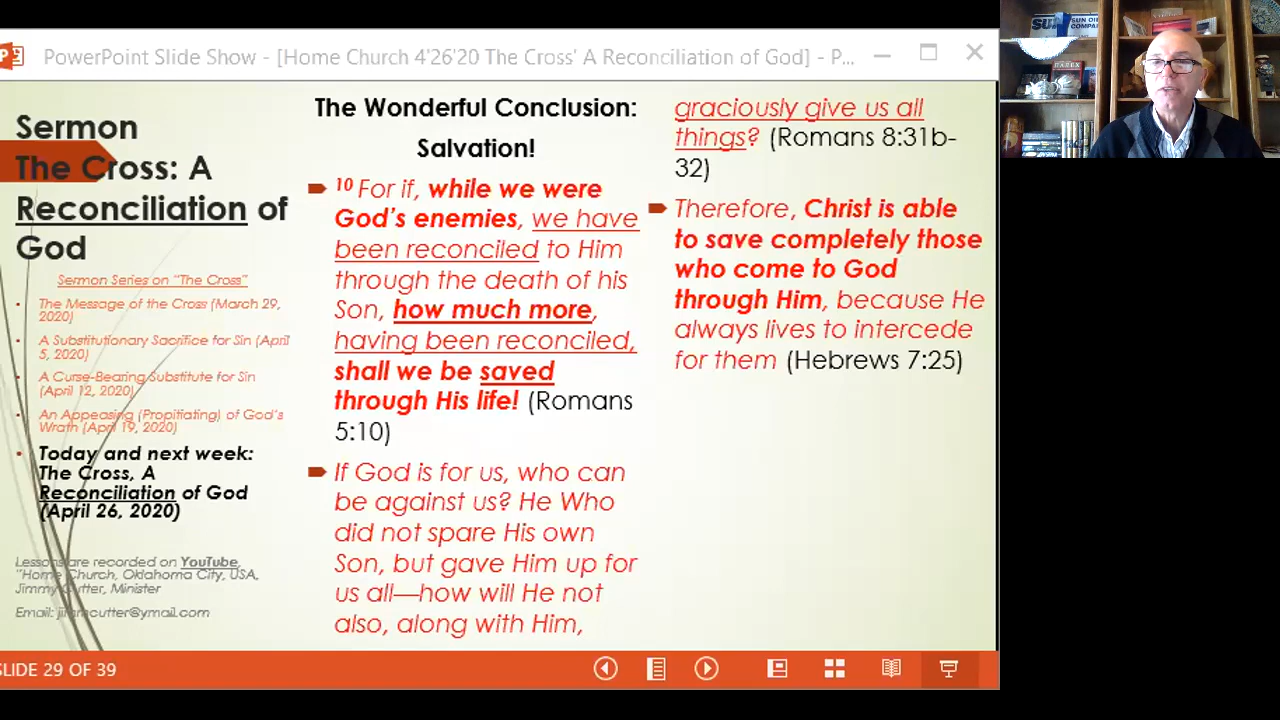 PowerPoint Slide Show - [Home Church 4'26'20 The Cross' A Reconciliation of God] - P...
Sermon
The Cross: A
Reconciliation of
God
Sermon Series on "The Cross"
The Message of the Cross (March 29,
2020)
A Substitutionary Sacrifice for Sin (April
5, 2020)
A Curse-Bearing Substitute for Sin
(April 12, 2020)
An Appeasing (Propitiating) of God's
Wrath (April 19, 2020)
Today and next week:
The Cross, A
Reconciliation of God
(April 26, 2020)
Lessons are recorded on YouTube,
"Home Church, Oklahoma City, USA,
Jimmy Cutter, Minister
Email: jimmcutter@ymail.com
The Wonderful Conclusion:
Salvation!
10 For if, while we were
God's enemies, we have
been reconciled to Him
through the death of his
Son, how much more,
having been reconciled,
shall we be saved
through His life! (Romans
5:10)
If God is for us, who can
be against us? He Who
did not spare His own
Son, but gave Him up for
us all—how will He not
also, along with Him,
graciously give us all
things? (Romans 8:31b-
32)
Therefore, Christ is able
to save completely those
who come to God
through Him, because He
always lives to intercede
for them (Hebrews 7:25)
SLIDE 29 OF 39
SUN OIL
COMPANY